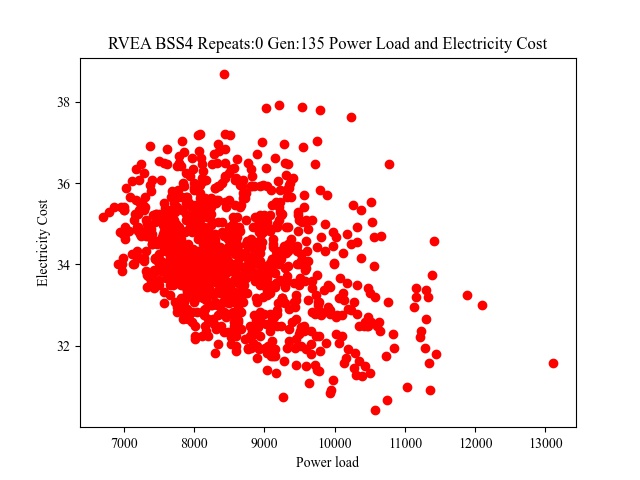 RVEA BSS4 Repeats:0 Gen:135 Power Load and Electricity Cost
Electricity Cost
38
36
34
32
7000 8000 9000 10000 11000 12000 13000
Power load